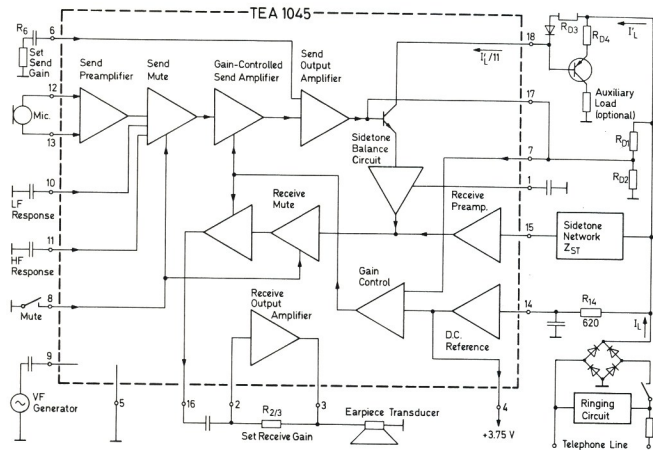 TEA 1045
R6
6
Set
Send
Gain
Send
Preamplifier
Send
Mute
Gain-Controlled
Send Amplifier
Send
Output
Amplifier
18
I'L/11
RD3
RD4
I'L
Auxiliary
Load
(optional)
12
Mic.
13
17
Sidetone
Balance
Circuit
RD1
7
RD2
1
10
LF
Response
Receive
Mute
Receive
Preamp.
15
Sidetone
Network
ZST
11
HF
Response
Gain
Control
8
Mute
Receive
Output
Amplifier
14
R14
620
IL
D.C.
Reference
9
VF
Generator
5
16
2
R2/3
3
Set Receive Gain
Earpiece Transducer
4
+3.75 V
Ringing
Circuit
Telephone Line